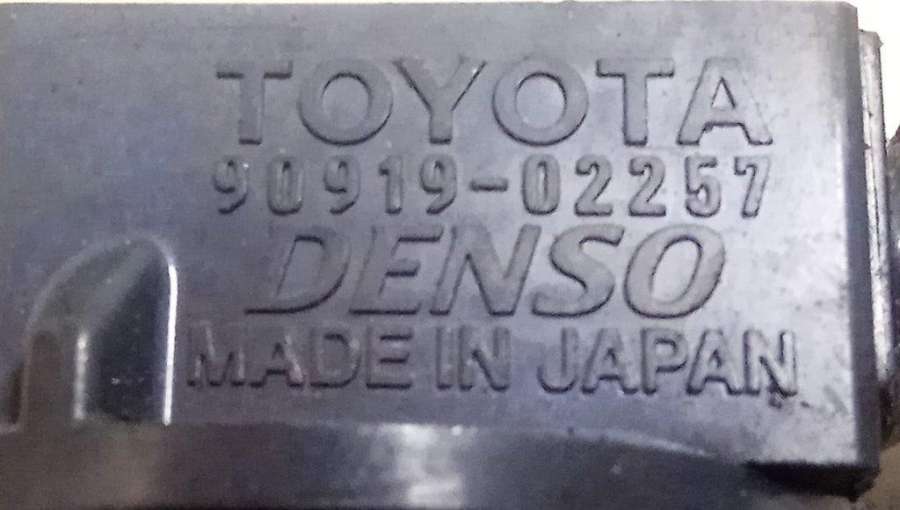 TOYOTA
90919-02257
DENSO
MADE IN JAPAN